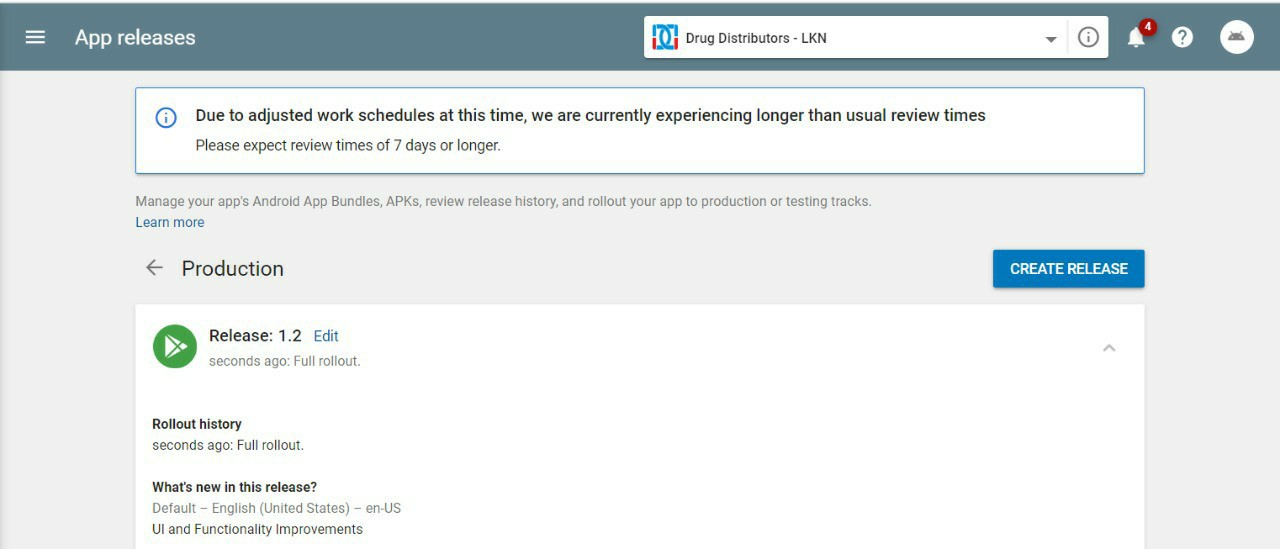 App releases
Drug Distributors - LKN
4
Due to adjusted work schedules at this time, we are currently experiencing longer than usual review times
Please expect review times of 7 days or longer.
Manage your app's Android App Bundles, APKs, review release history, and rollout your app to production or testing tracks.
Learn more
Production
CREATE RELEASE
Release: 1.2 Edit
seconds ago: Full rollout.
Rollout history
seconds ago: Full rollout.
What's new in this release?
Default – English (United States) – en-US
UI and Functionality Improvements